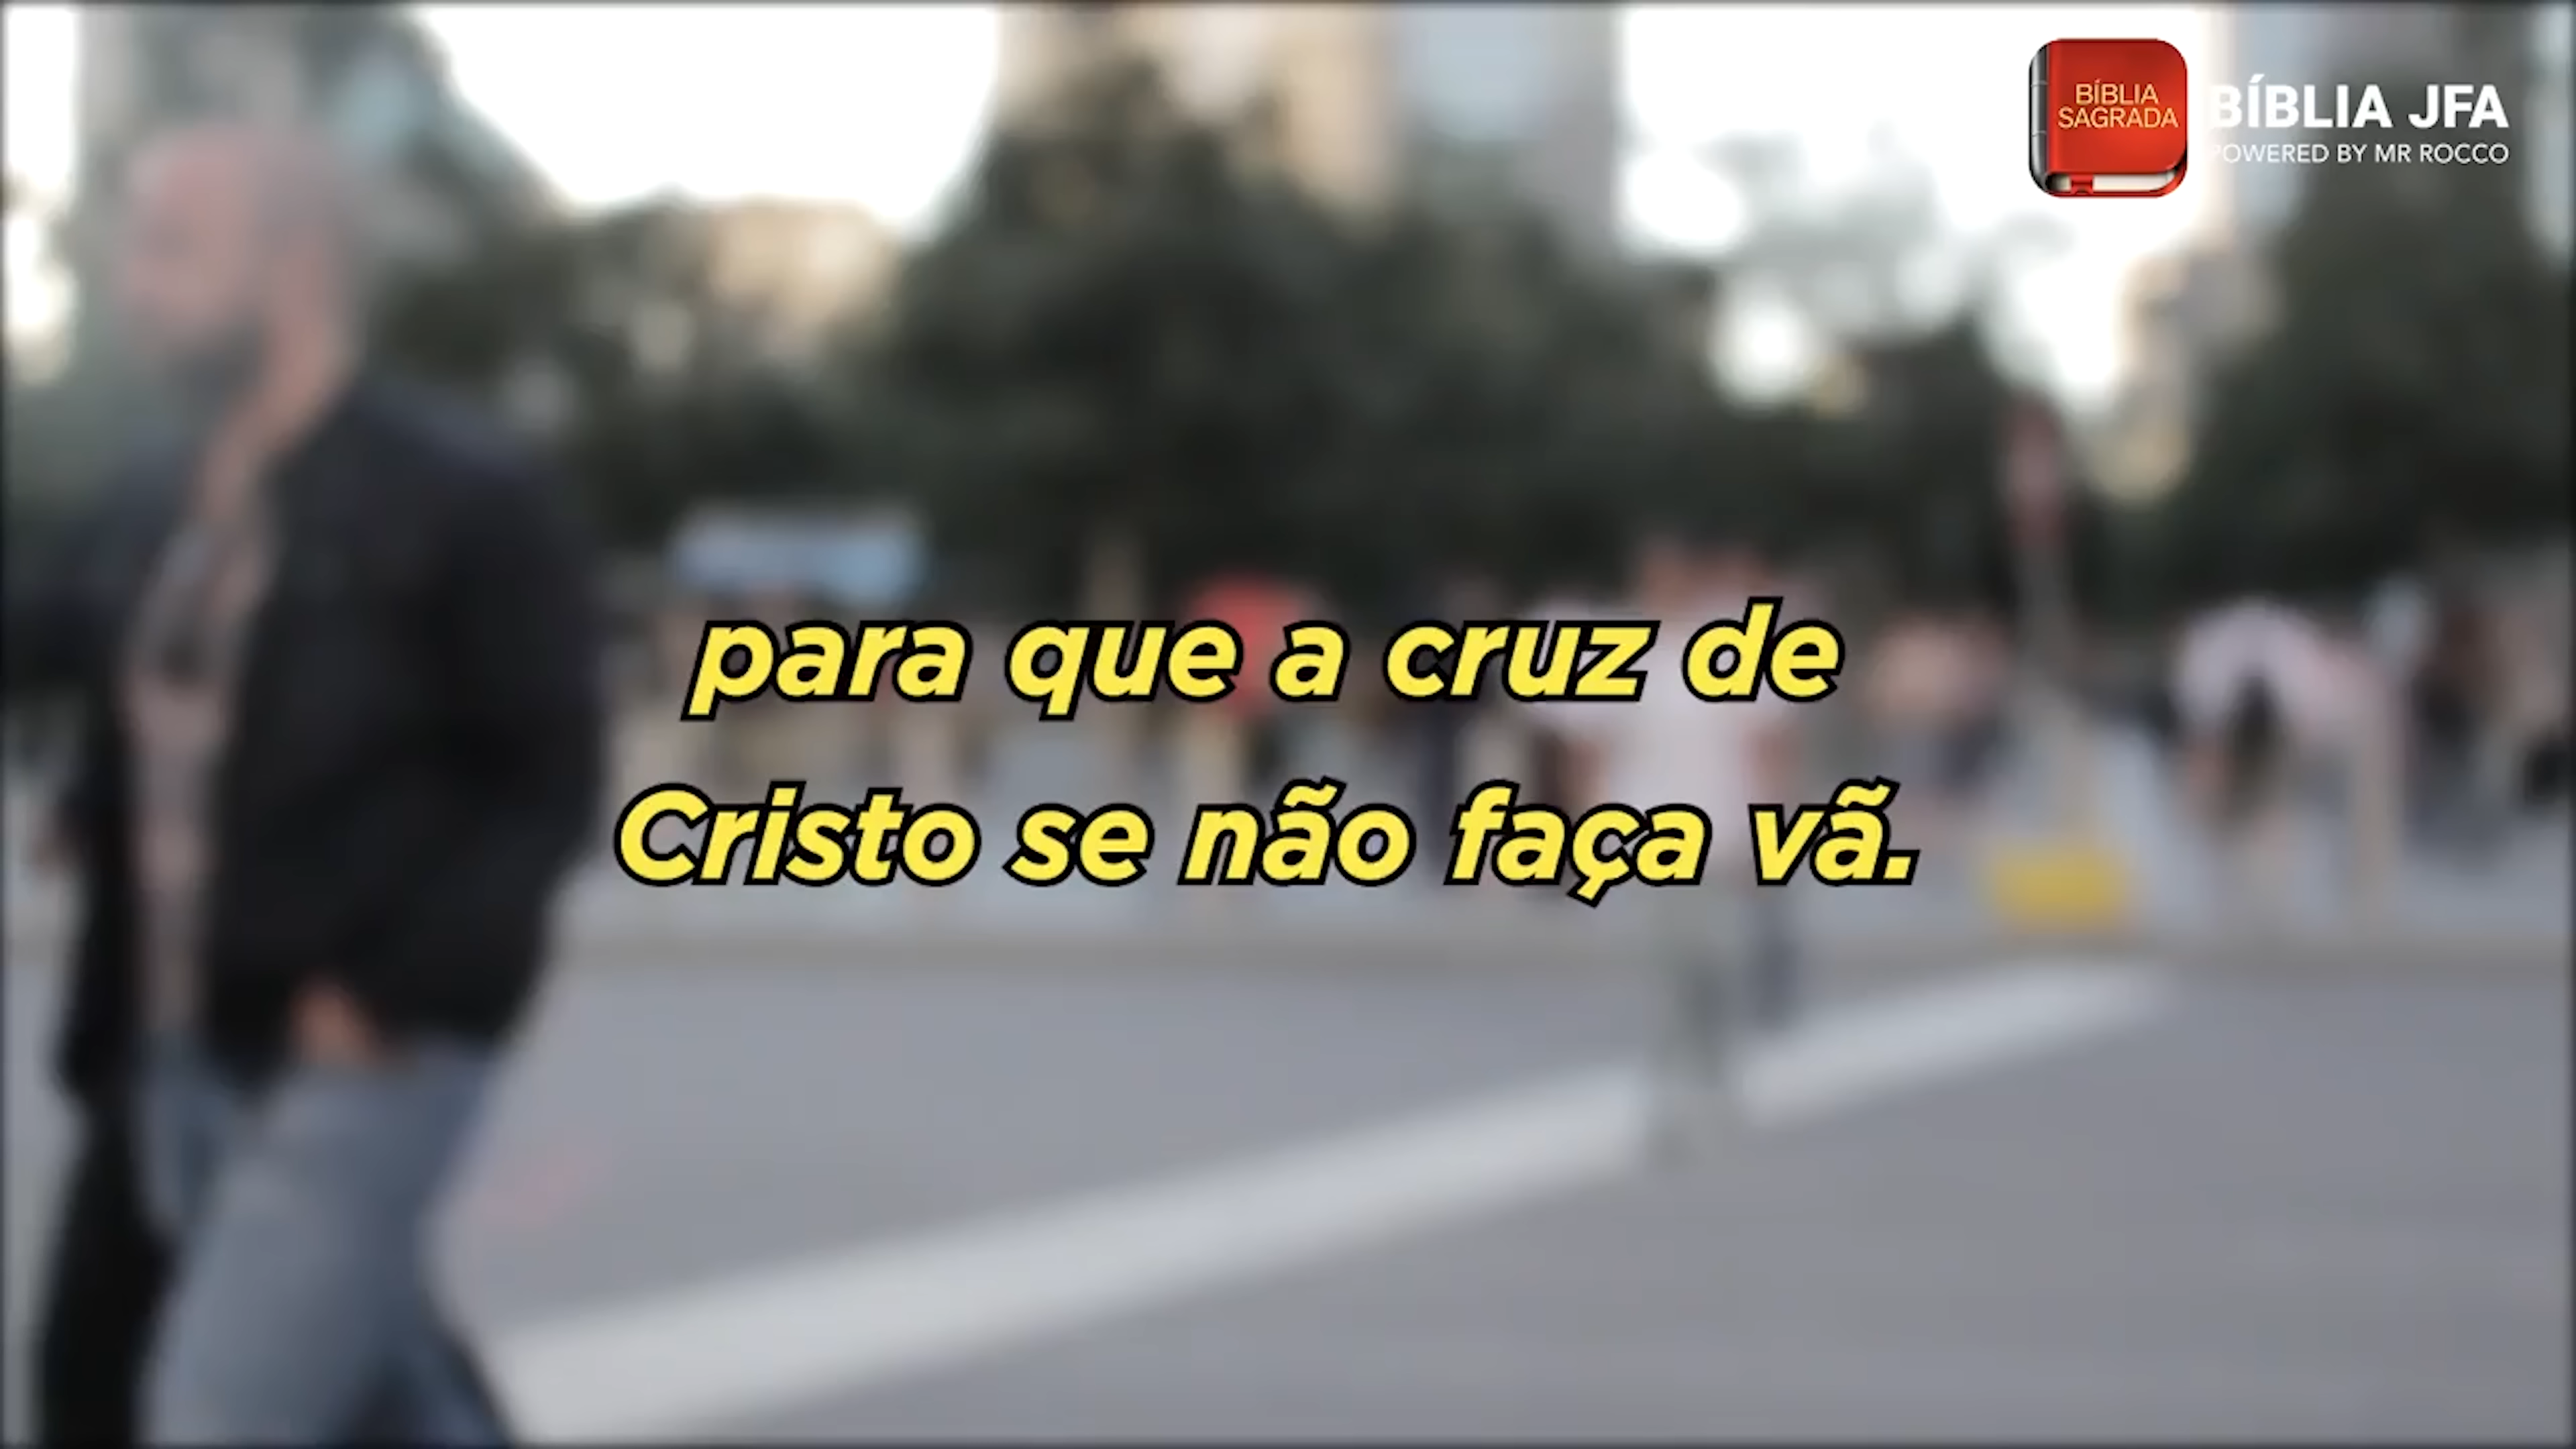 BÍBLIA
SAGRADA
BÍBLIA JFA
POWERED BY MR ROCCO
para que a cruz de
Cristo se não faça vã.